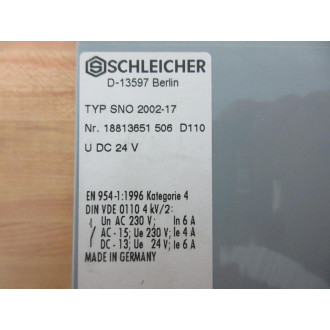 SCHLEICHER
D-13597 Berlin
TYP SNO 2002-17
Nr. 18813651 506 D110
U DC 24 V
EN 954-1:1996 Kategorie 4
DIN VDE 0110 4 kV/2:
Un AC 230 V; In 6 A
AC - 15; Ue 230 V; Ie 4 A
DC - 13; Ue 24 V; Ie 6 A
MADE IN GERMANY